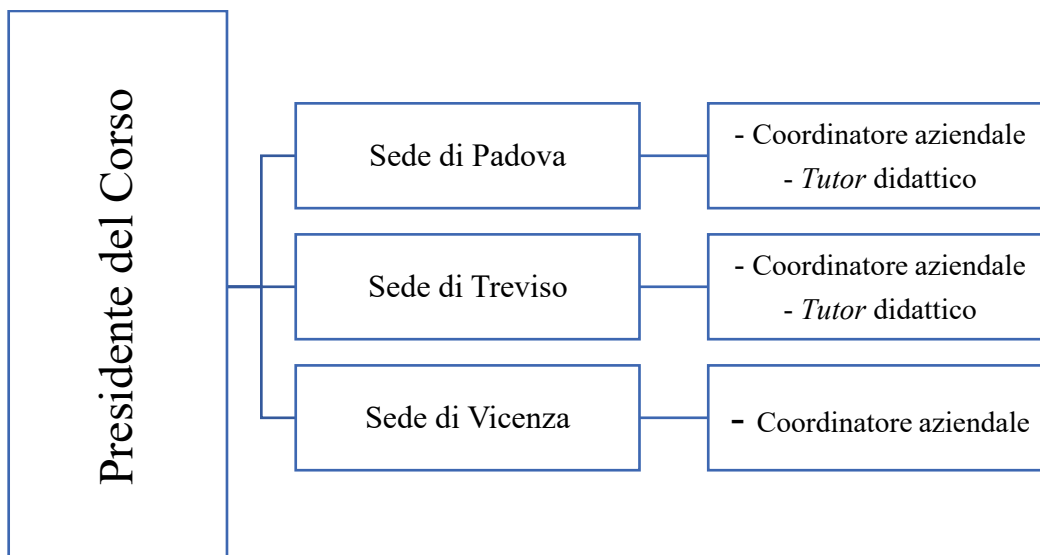 Presidente del Corso
Sede di Padova
- Coordinatore aziendale
- Tutor didattico
Sede di Treviso
- Coordinatore aziendale
- Tutor didattico
Sede di Vicenza
- Coordinatore aziendale